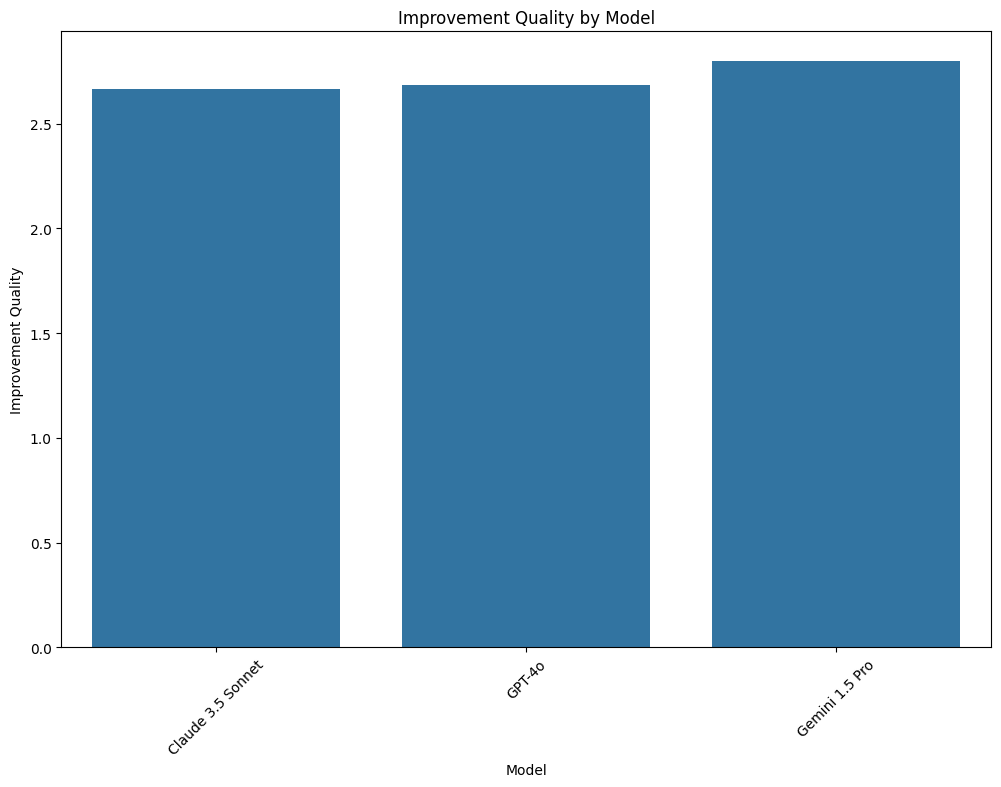 Improvement Quality by Model
Improvement Quality
2.5
2.0
1.5
1.0
0.5
0.0
Claude 3.5 Sonnet
GPT-4o
Gemini 1.5 Pro
Model